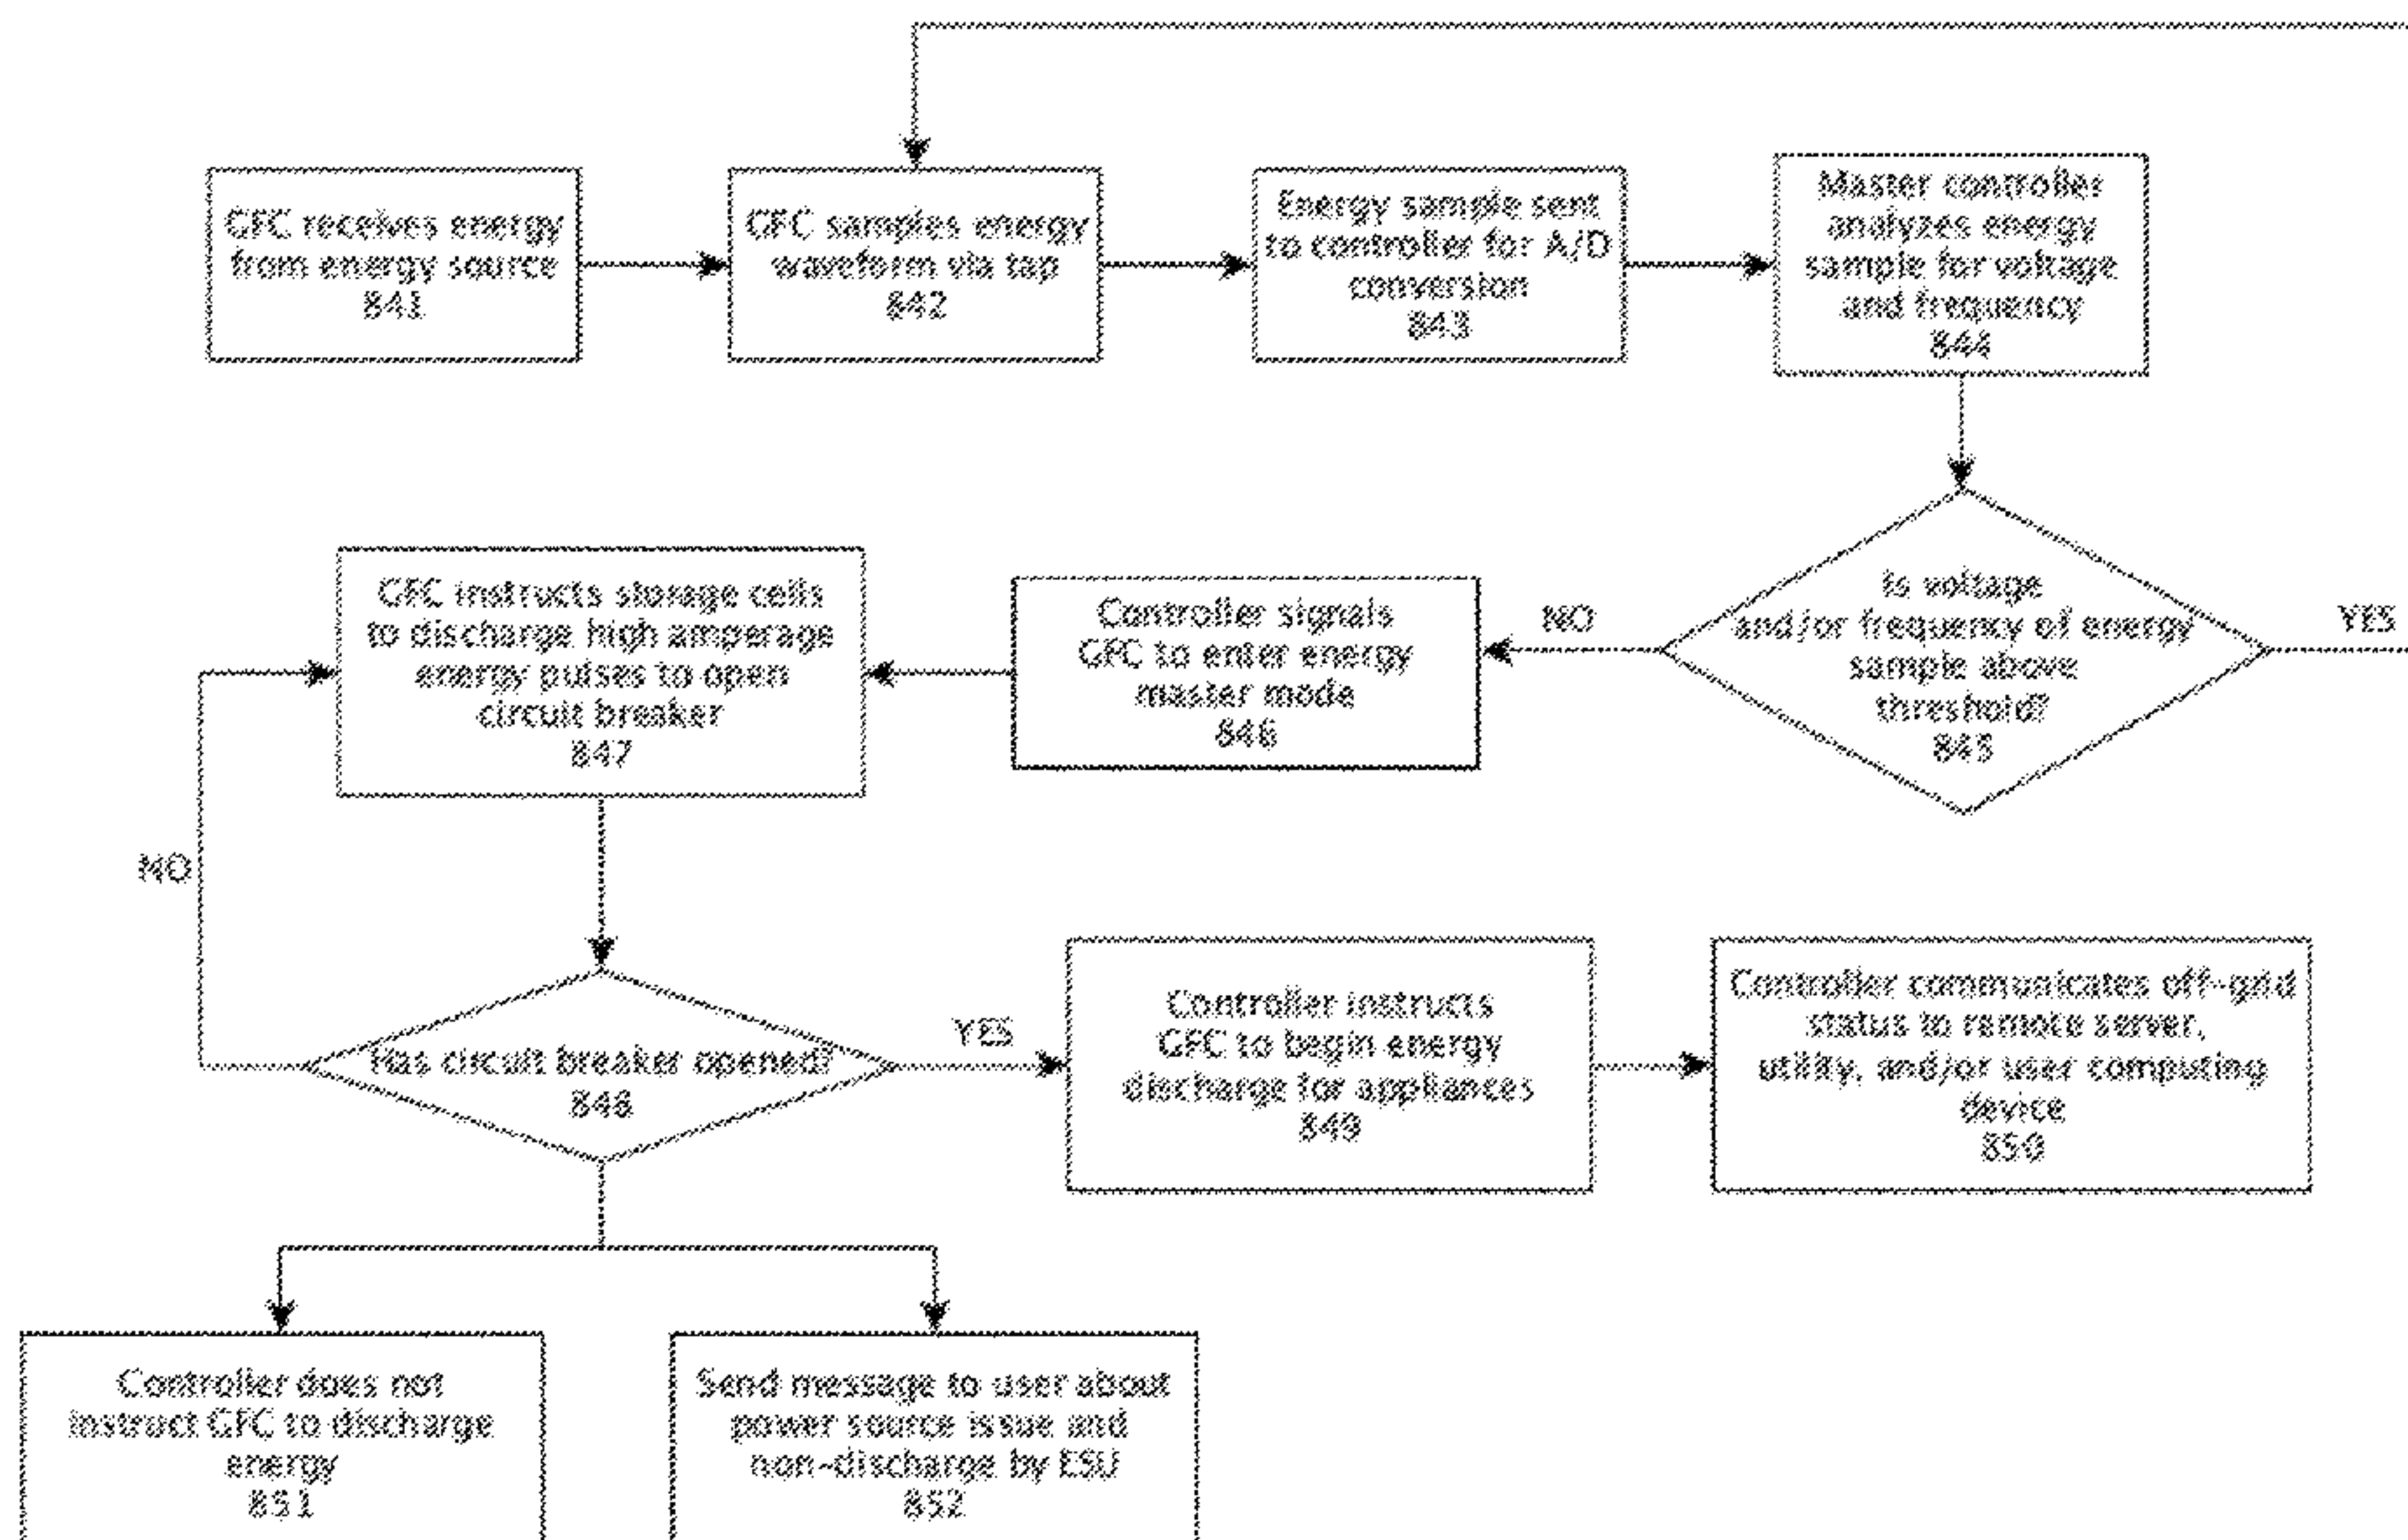 GFC receives energy
from energy source
841
GFC samples energy
waveform via tap
842
Energy sample sent
to controller for A/D
conversion
843
Master controller
analyzes energy
sample for voltage
and frequency
844
Is voltage
and/or frequency of energy
sample above
threshold?
845
YES
NO
Controller signals
GFC to enter energy
master mode
846
GFC instructs storage cells
to discharge high amperage
energy pulses to open
circuit breaker
847
NO
Has circuit breaker opened?
848
YES
Controller instructs
GFC to begin energy
discharge for appliances
849
Controller communicates off-grid
status to remote server,
utility, and/or user computing
device
850
Controller does not
instruct GFC to discharge
energy
851
Send message to user about
power source issue and
non-discharge by ESU
852